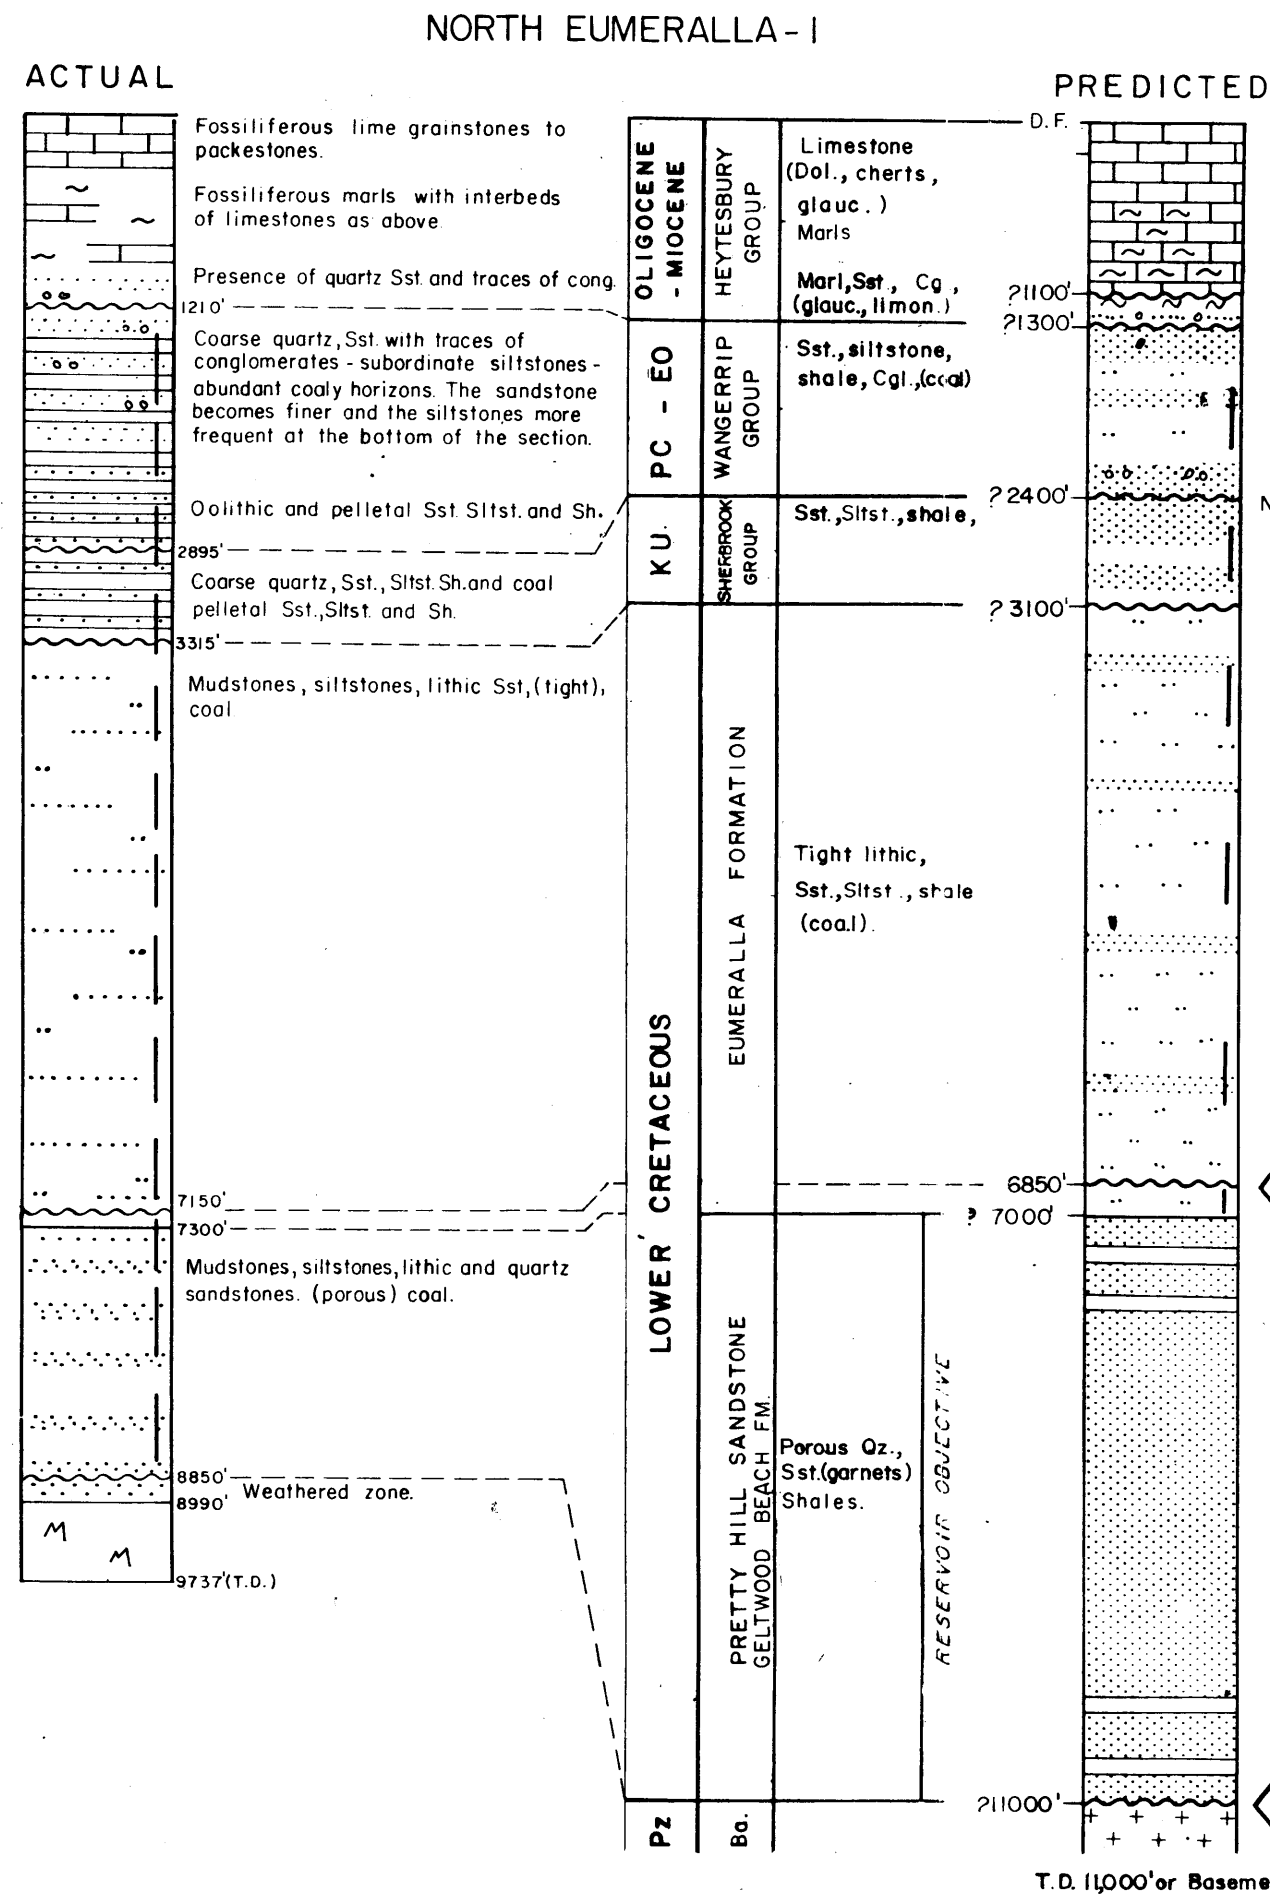 NORTH EUMERALLA-1
ACTUAL
PREDICTED
Fossiliferous lime grainstones to
packestones.
Fossiliferous marls with interbeds
of limestones as above
Presence of quartz Sst. and traces of cong.
1210'
Coarse quartz, Sst. with traces of
conglomerates - subordinate siltstones -
abundant coaly horizons. The sandstone
becomes finer and the siltstones more
frequent at the bottom of the section.
Oolithic and pelletal Sst. Sltst. and Sh.
2895'
Coarse quartz, Sst., Sltst. Sh. and coal
pelletal Sst., Sltst. and Sh.
3315'
Mudstones, siltstones, lithic Sst, (tight),
coal
7150'
7300'
Mudstones, siltstones, lithic and quartz
sandstones. (porous) coal.
8850'
Weathered zone.
8990'
M
M
9737' (T.D.)
OLIGOCENE
- MIOCENE
HEYTESBURY
GROUP
Limestone
(Dol., cherts,
glauc.)
Marls
Marl, Sst., Cg.,
(glauc., limon.)
PC - EO
WANGERRIP
GROUP
Sst., siltstone,
shale, Cgl., (coal)
KU.
SHERBROOK
GROUP
Sst., Sltst., shale,
LOWER CRETACEOUS
EUMERALLA FORMATION
Tight lithic,
Sst., Sltst., shale
(coal).
PRETTY HILL SANDSTONE
GELTWOOD BEACH FM.
Porous Qz.,
Sst. (garnets)
Shales.
RESERVOIR OBJECTIVE
Pz
Ba.
D.F.
?1100'
?1300'
?2400'
N
?3100'
6850'
? 7000'
?11000'
T.D. 11,000' or Baseme